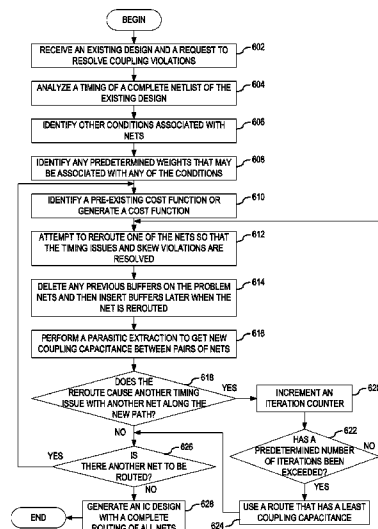 BEGIN
RECEIVE AN EXISTING DESIGN AND A REQUEST TO
RESOLVE COUPLING VIOLATIONS
602
ANALYZE A TIMING OF A COMPLETE NETLIST OF THE
EXISTING DESIGN
604
IDENTIFY OTHER CONDITIONS ASSOCIATED WITH
NETS
606
IDENTIFY ANY PREDETERMINED WEIGHTS THAT MAY
BE ASSOCIATED WITH ANY OF THE CONDITIONS
608
IDENTIFY A PRE-EXISTING COST FUNCTION OR
GENERATE A COST FUNCTION
610
ATTEMPT TO REROUTE ONE OF THE NETS SO THAT
THE TIMING ISSUES AND SKEW VIOLATIONS ARE
RESOLVED
612
DELETE ANY PREVIOUS BUFFERS ON THE PROBLEM
NETS AND THEN INSERT BUFFERS LATER WHEN THE
NET IS REROUTED
614
PERFORM A PARASITIC EXTRACTION TO GET NEW
COUPLING CAPACITANCE BETWEEN PAIRS OF NETS
616
DOES THE
REROUTE CAUSE ANOTHER TIMING
ISSUE WITH ANOTHER NET ALONG
THE NEW PATH?
618
YES
NO
INCREMENT AN
ITERATION COUNTER
620
HAS A
PREDETERMINED NUMBER
OF ITERATIONS BEEN
EXCEEDED?
622
NO
YES
USE A ROUTE THAT HAS A LEAST
COUPLING CAPACITANCE
624
IS
THERE ANOTHER NET TO BE
ROUTED?
626
YES
NO
GENERATE AN IC DESIGN
WITH A COMPLETE
ROUTING OF ALL NETS
628
END